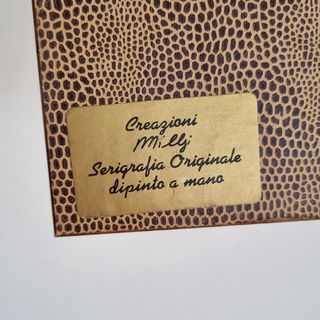 Creazioni
Milly
Serigrafia Originale
dipinto a mano